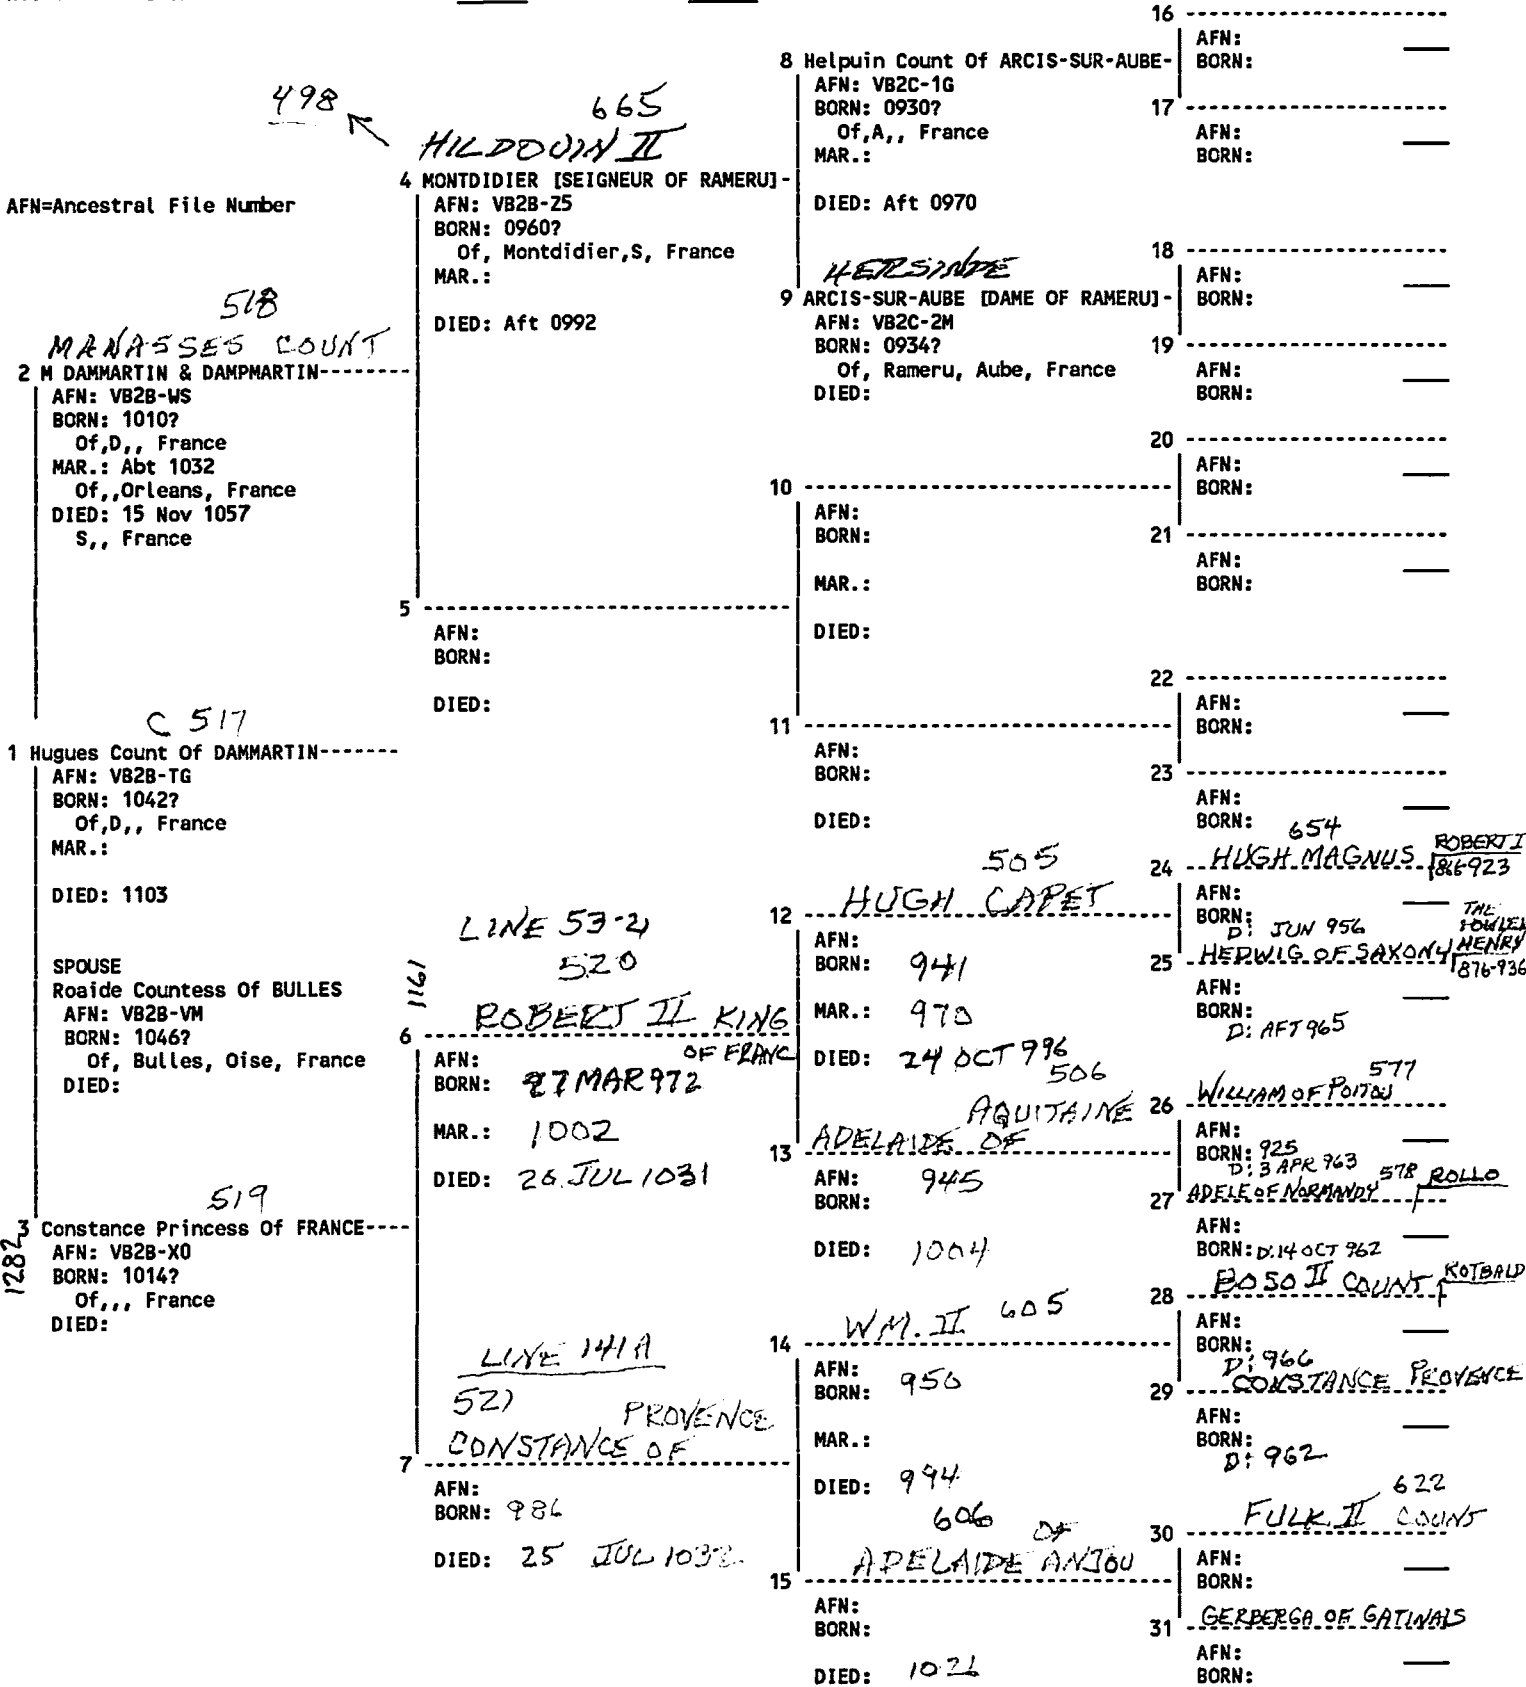 16
AFN:
BORN:
8 Helpuin Count Of ARCIS-SUR-AUBE-
AFN: VB2C-1G
BORN: 0930?
Of,A,, France
MAR.:
DIED: Aft 0970
17
AFN:
BORN:
498
665
HILDOUIN II
4 MONTDIDIER [SEIGNEUR OF RAMERU]-
AFN: VB2B-Z5
BORN: 0960?
Of, Montdidier,S, France
MAR.:
DIED: Aft 0992
AFN=Ancestral File Number
18
AFN:
BORN:
HERSINDE
9 ARCIS-SUR-AUBE [DAME OF RAMERU]-
AFN: VB2C-2M
BORN: 0934?
Of, Rameru, Aube, France
DIED:
19
AFN:
BORN:
518
MANASSES COUNT
2 M DAMMARTIN & DAMPMARTIN-------
AFN: VB2B-WS
BORN: 1010?
Of,D,, France
MAR.: Abt 1032
Of,,Orleans, France
DIED: 15 Nov 1057
S,, France
20
AFN:
BORN:
10
AFN:
BORN:
MAR.:
DIED:
21
AFN:
BORN:
5
AFN:
BORN:
DIED:
22
AFN:
BORN:
11
AFN:
BORN:
DIED:
23
AFN:
BORN:
C 517
1 Hugues Count Of DAMMARTIN-------
AFN: VB2B-TG
BORN: 1042?
Of,D,, France
MAR.:
DIED: 1103
SPOUSE
Roaide Countess Of BULLES
AFN: VB2B-VM
BORN: 1046?
Of, Bulles, Oise, France
DIED:
654
24 HUGH MAGNUS
ROBERT I
866-923
AFN:
BORN:
D: JUN 956
505
HUGH CAPET
12
AFN:
BORN: 941
MAR.: 970
DIED: 24 OCT 996
THE
FOWLER
HENRY
876-936
25 HEDWIG OF SAXONY
AFN:
BORN:
D: AFT 965
LINE 53-21
520
1161
ROBERT II KING
OF FRANC
6
AFN:
BORN: 27 MAR 972
MAR.: 1002
DIED: 20 JUL 1031
577
26 WILLIAM OF POITOU
AFN:
BORN: 925
D: 3 APR 963
506
AQUITAINE
13 ADELAIDE OF
AFN: 945
BORN:
DIED: 1004
578 ROLLO
27 ADELE OF NORMANDY
AFN:
BORN: D: 14 OCT 962
519
3 Constance Princess Of FRANCE----
1282
AFN: VB2B-X0
BORN: 1014?
Of,,, France
DIED:
28 BOSO II COUNT
ROTBALD
AFN:
BORN:
D: 966
WM. II 605
14
AFN:
BORN: 950
MAR.:
DIED: 994
29 CONSTANCE PROVENCE
AFN:
BORN:
D: 962
LINE 141A
521
PROVENCE
CONSTANCE OF
7
AFN:
BORN: 986
DIED: 25 JUL 1032
622
30 FULK II COUNT
AFN:
BORN:
606
OF
15 ADELAIDE ANJOU
AFN:
BORN:
DIED: 1026
31 GERBERGA OF GATINAIS
AFN:
BORN: